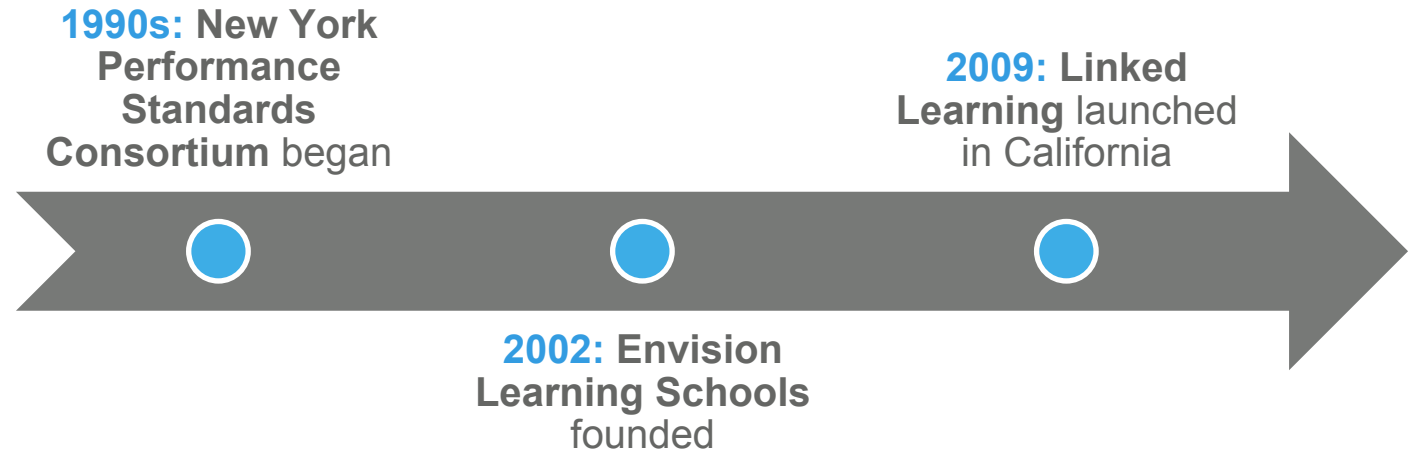 1990s: New York
Performance
Standards
Consortium began
2002: Envision
Learning Schools
founded
2009: Linked
Learning launched
in California